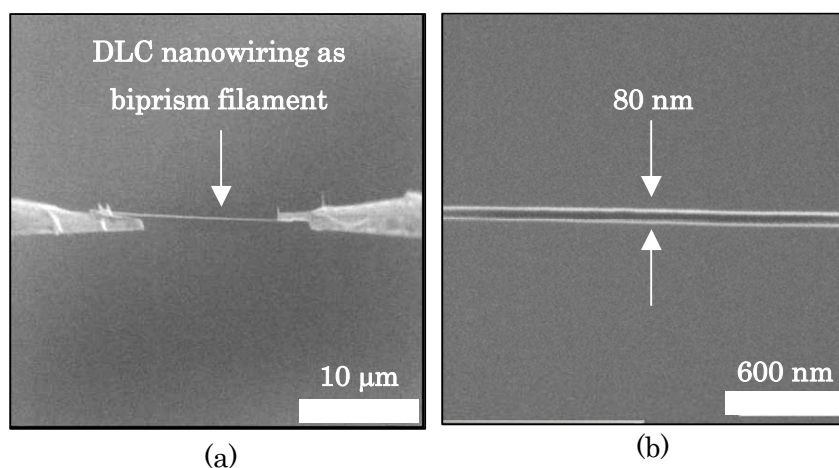 DLC nanowiring as
biprism filament
10 μm
(a)
80 nm
600 nm
(b)